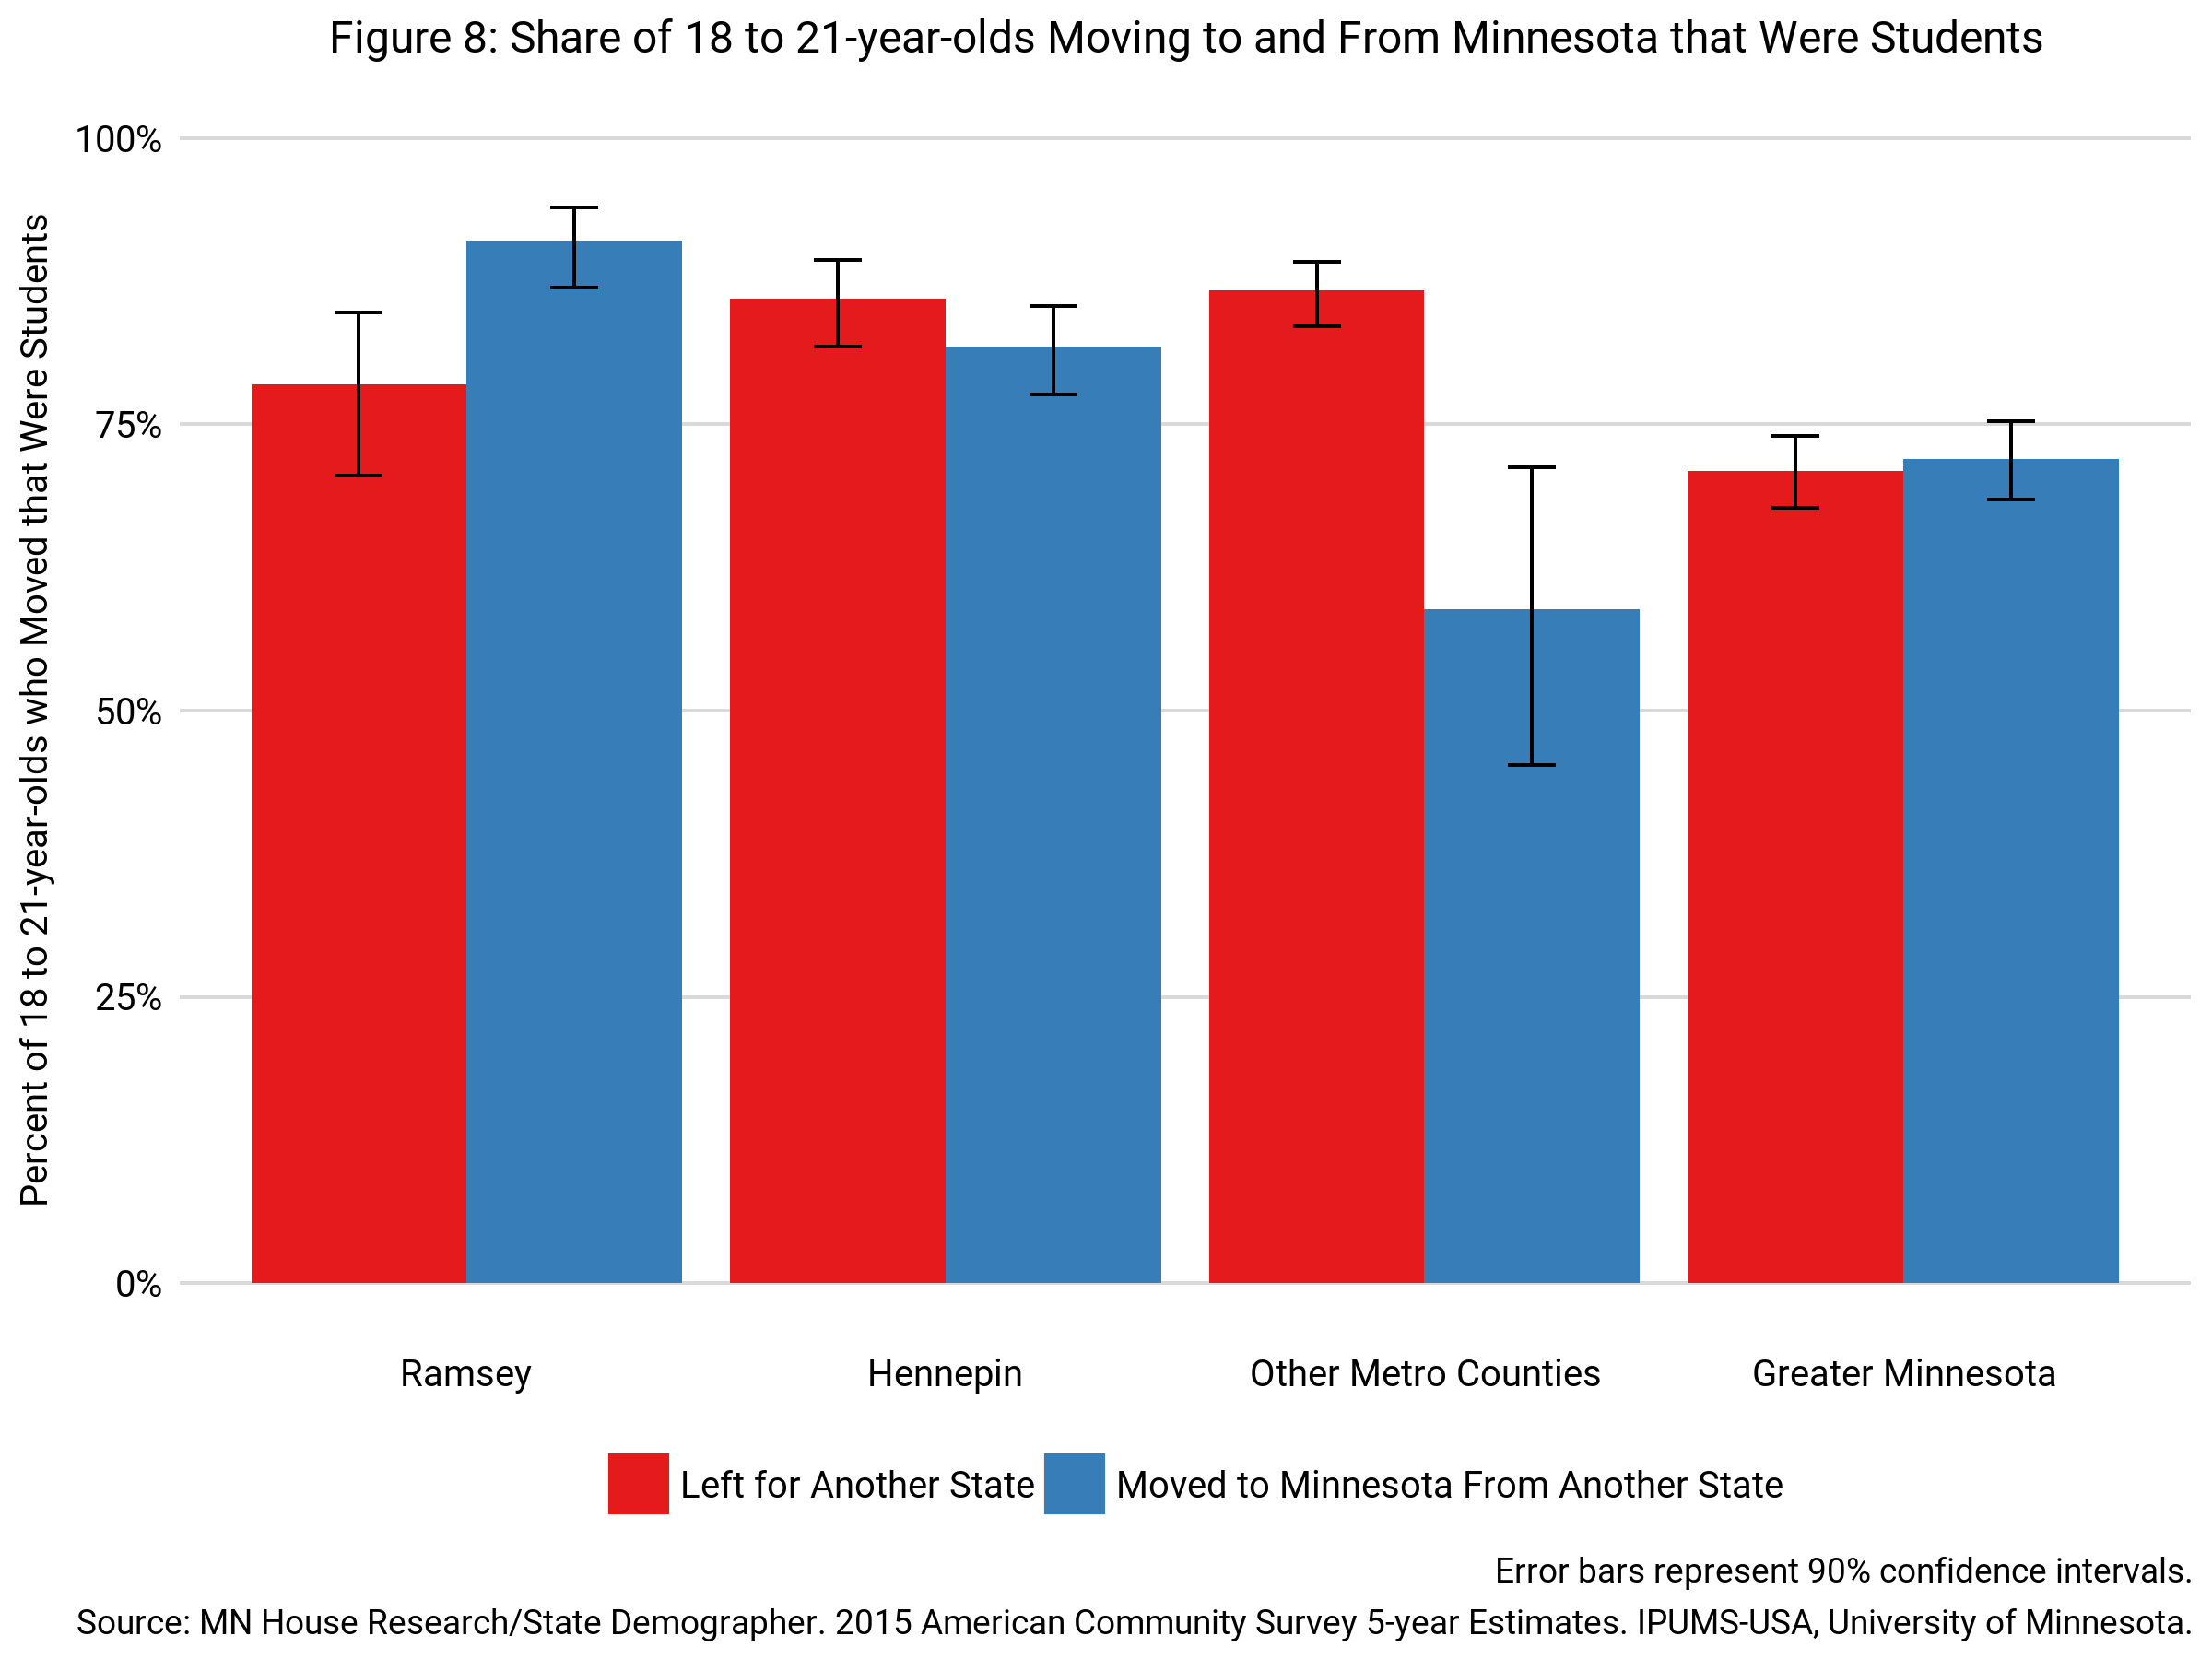 Figure 8: Share of 18 to 21-year-olds Moving to and From Minnesota that Were Students
Percent of 18 to 21-year-olds who Moved that Were Students
100%
75%
50%
25%
0%
Ramsey
Hennepin
Other Metro Counties
Greater Minnesota
Left for Another State
Moved to Minnesota From Another State
Error bars represent 90% confidence intervals.
Source: MN House Research/State Demographer. 2015 American Community Survey 5-year Estimates. IPUMS-USA, University of Minnesota.